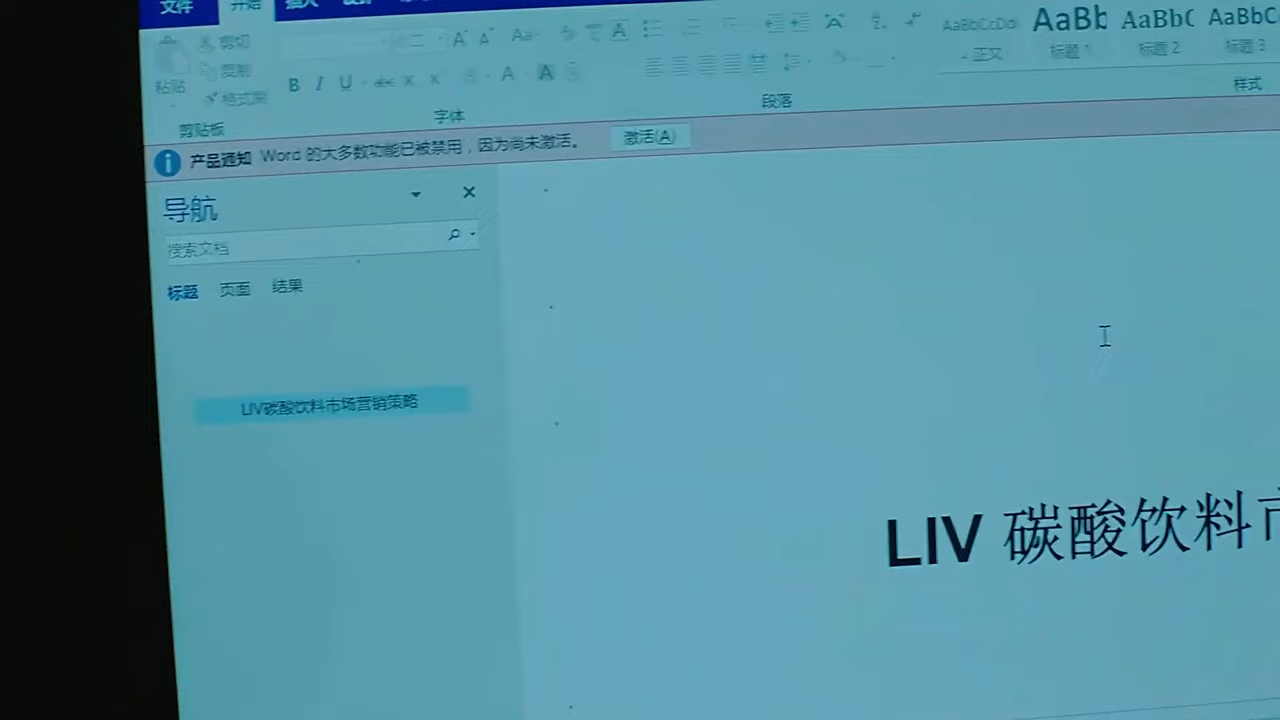 文件 开始 插入
剪切
复制
粘贴 格式刷
剪贴板
B I U abc X X A A
字体
段落
AaBbCcDd AaBb AaBbC AaBbC
正文 标题 1 标题 2 标题 3
样式
产品通知 Word 的大多数功能已被禁用，因为尚未激活。 激活(A)
导航
搜索文档
标题 页面 结果
LIV碳酸饮料市场营销策略
LIV 碳酸饮料市